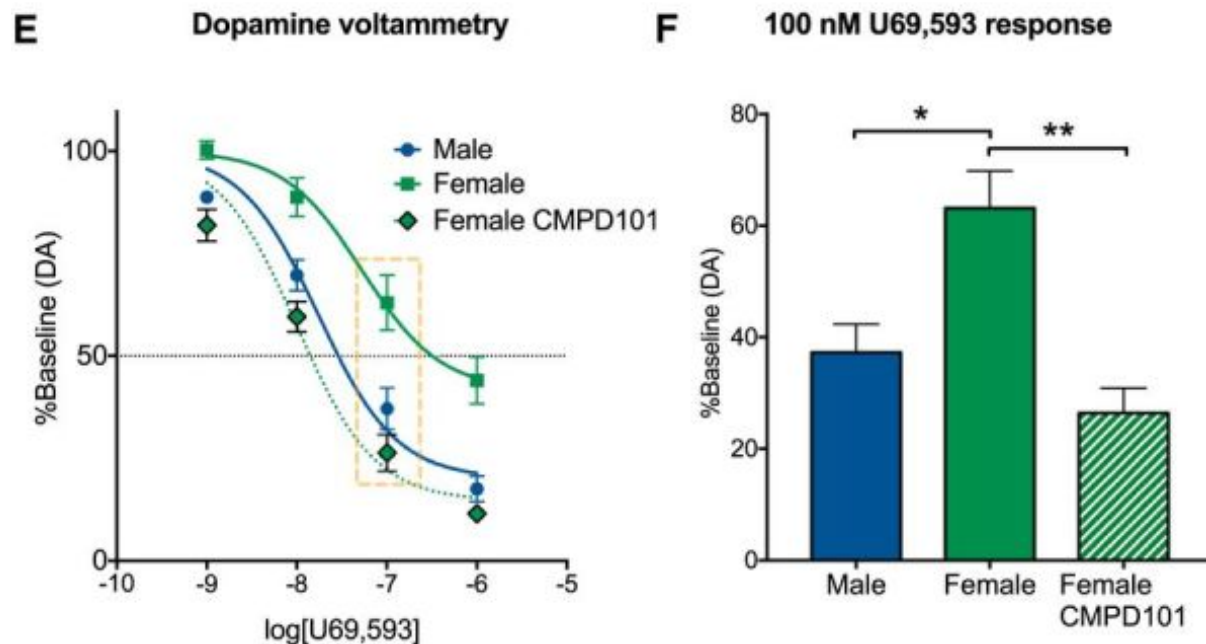 E Dopamine voltammetry
100
50
0
%Baseline (DA)
Male
Female
Female CMPD101
-10 -9 -8 -7 -6 -5
log[U69,593]
F 100 nM U69,593 response
80
60
40
20
0
%Baseline (DA)
* **
Male Female Female
CMPD101